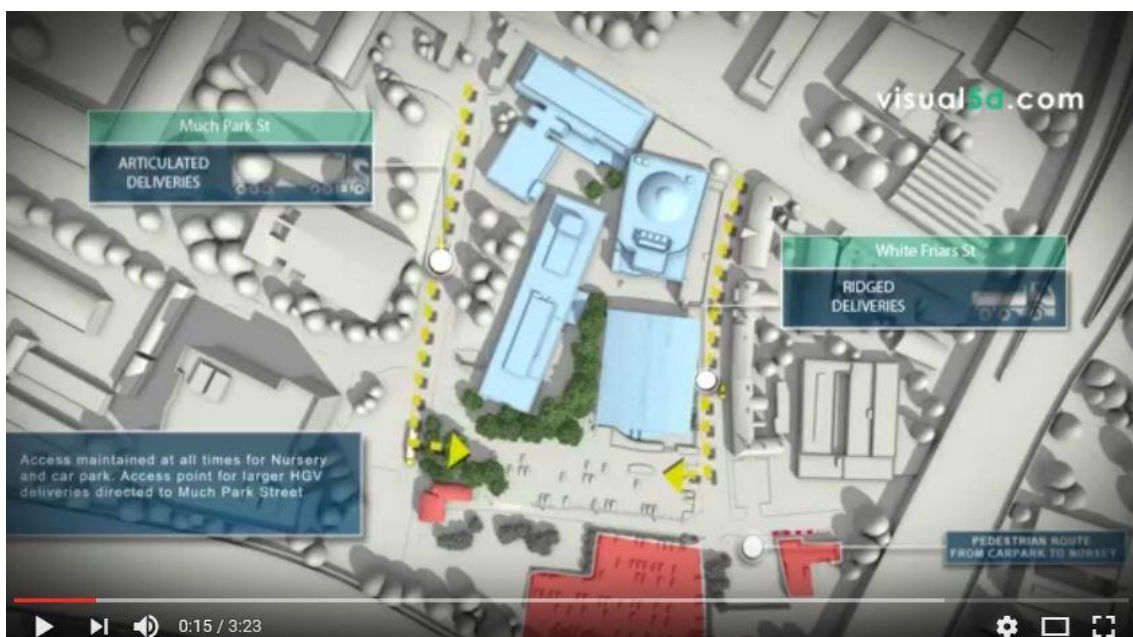 visual5d.com
Much Park St
ARTICULATED
DELIVERIES
White Friars St
RIDGED
DELIVERIES
Access maintained at all times for Nursery
and car park. Access point for larger HGV
deliveries directed to Much Park Street
PEDESTRIAN ROUTE
FROM CARPARK TO NURSEY
0:15 / 3:23